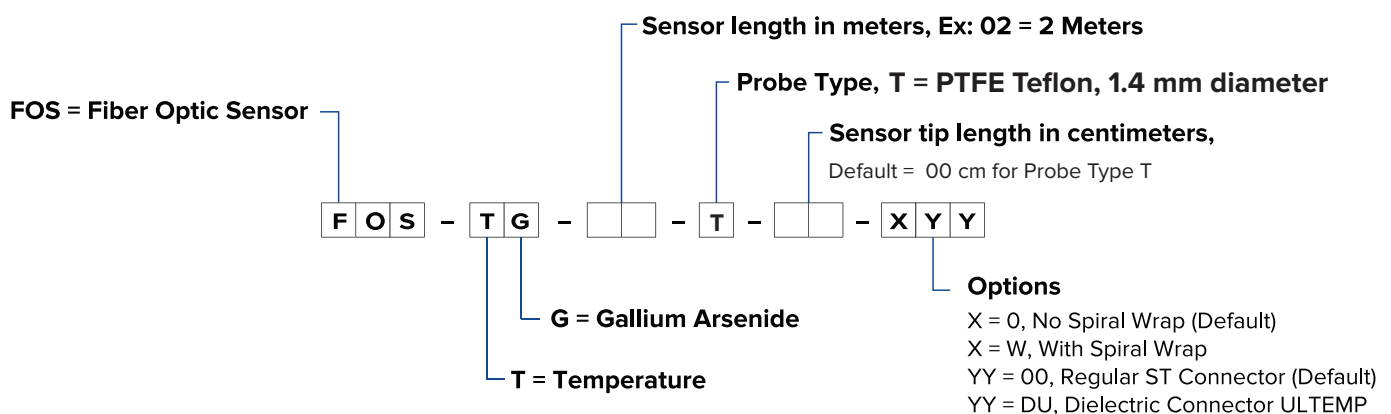 Sensor length in meters, Ex: 02 = 2 Meters
Probe Type, T = PTFE Teflon, 1.4 mm diameter
FOS = Fiber Optic Sensor
Sensor tip length in centimeters,
Default = 00 cm for Probe Type T
F O S – T G – – T – – X Y Y
Options
G = Gallium Arsenide
X = 0, No Spiral Wrap (Default)
X = W, With Spiral Wrap
T = Temperature
YY = 00, Regular ST Connector (Default)
YY = DU, Dielectric Connector ULTEMP